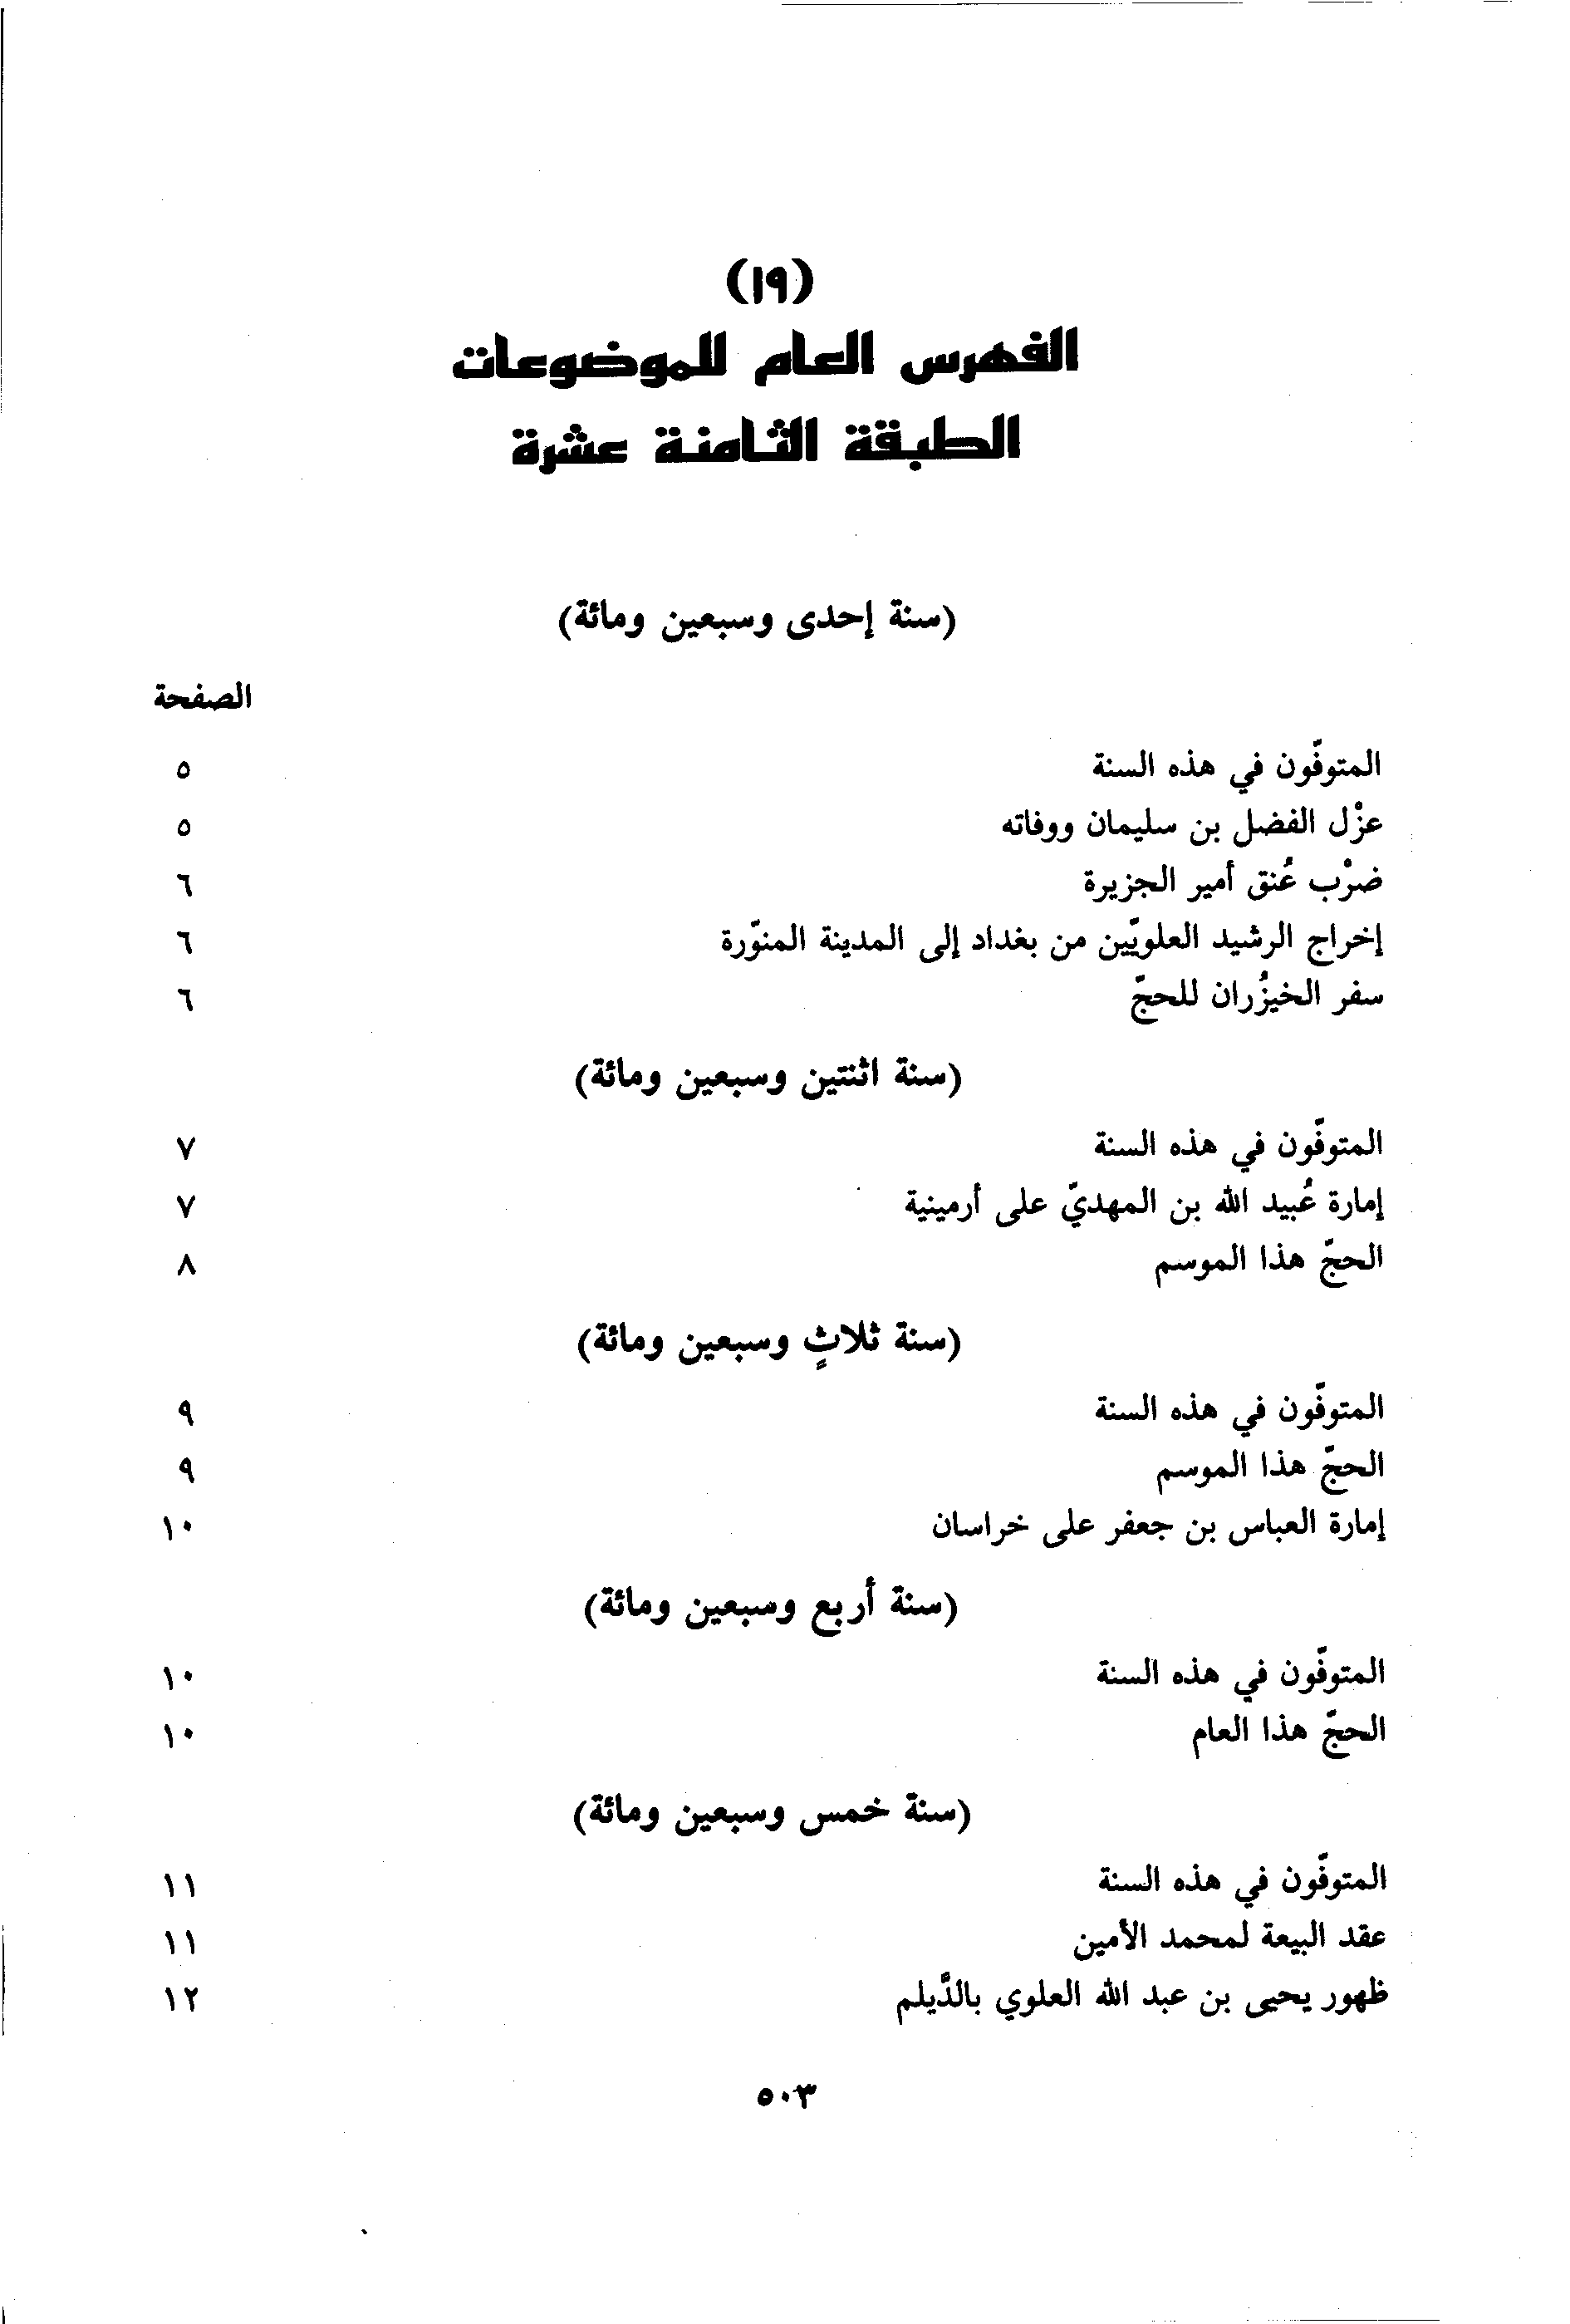 (١٩)
الفهرس العام للموضوعات
الطبقة الثامنة عشرة
(سنة إحدى وسبعين ومائة)
الصفحة
المتوفّون في هذه السنة ٥
عزْل الفضل بن سليمان ووفاته ٥
ضرْب عُنق أمير الجزيرة ٦
إخراج الرشيد العلويّين من بغداد إلى المدينة المنوّرة ٦
سفر الخيزُران للحجّ ٦
(سنة اثنتين وسبعين ومائة)
المتوفّون في هذه السنة ٧
إمارة عُبيد الله بن المهديّ على أرمينية ٧
الحجّ هذا الموسم ٨
(سنة ثلاثٍ وسبعين ومائة)
المتوفّون في هذه السنة ٩
الحجّ هذا الموسم ٩
إمارة العباس بن جعفر على خراسان ١٠
(سنة أربع وسبعين ومائة)
المتوفّون في هذه السنة ١٠
الحجّ هذا العام ١٠
(سنة خمس وسبعين ومائة)
المتوفّون في هذه السنة ١١
عقد البيعة لمحمد الأمين ١١
ظهور يحيى بن عبد الله العلوي بالدَّيلم ١٢
٥٠٣